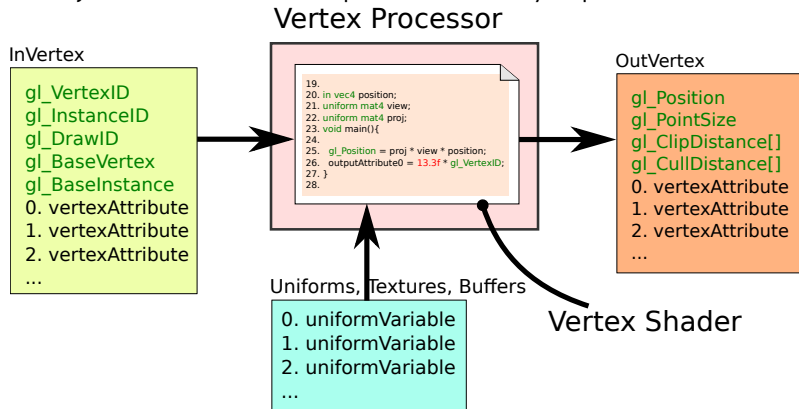 Vertex Processor
InVertex
gl_VertexID
gl_InstanceID
gl_DrawID
gl_BaseVertex
gl_BaseInstance
0. vertexAttribute
1. vertexAttribute
2. vertexAttribute
...
19.
20. in vec4 position;
21. uniform mat4 view;
22. uniform mat4 proj;
23. void main(){
24.
25. gl_Position = proj * view * position;
26. outputAttribute0 = 13.3f * gl_VertexID;
27. }
28.
OutVertex
gl_Position
gl_PointSize
gl_ClipDistance[]
gl_CullDistance[]
0. vertexAttribute
1. vertexAttribute
2. vertexAttribute
...
Uniforms, Textures, Buffers
0. uniformVariable
1. uniformVariable
2. uniformVariable
...
Vertex Shader